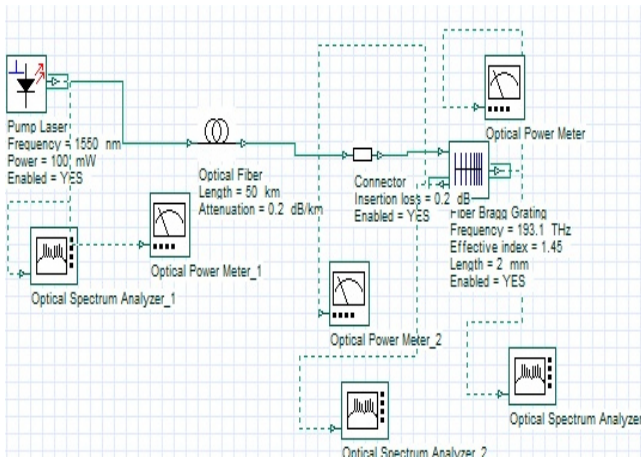 Pump Laser
Frequency = 1550 nm
Power = 100 mW
Enabled = YES
Optical Fiber
Length = 50 km
Attenuation = 0.2 dB/km
Connector
Insertion loss = 0.2 dB
Enabled = YES
Optical Power Meter
Fiber Bragg Grating
Frequency = 193.1 THz
Effective index = 1.45
Length = 2 mm
Enabled = YES
Optical Power Meter_1
Optical Spectrum Analyzer_1
Optical Power Meter_2
Optical Spectrum Analyzer
Optical Spectrum Analyzer_2